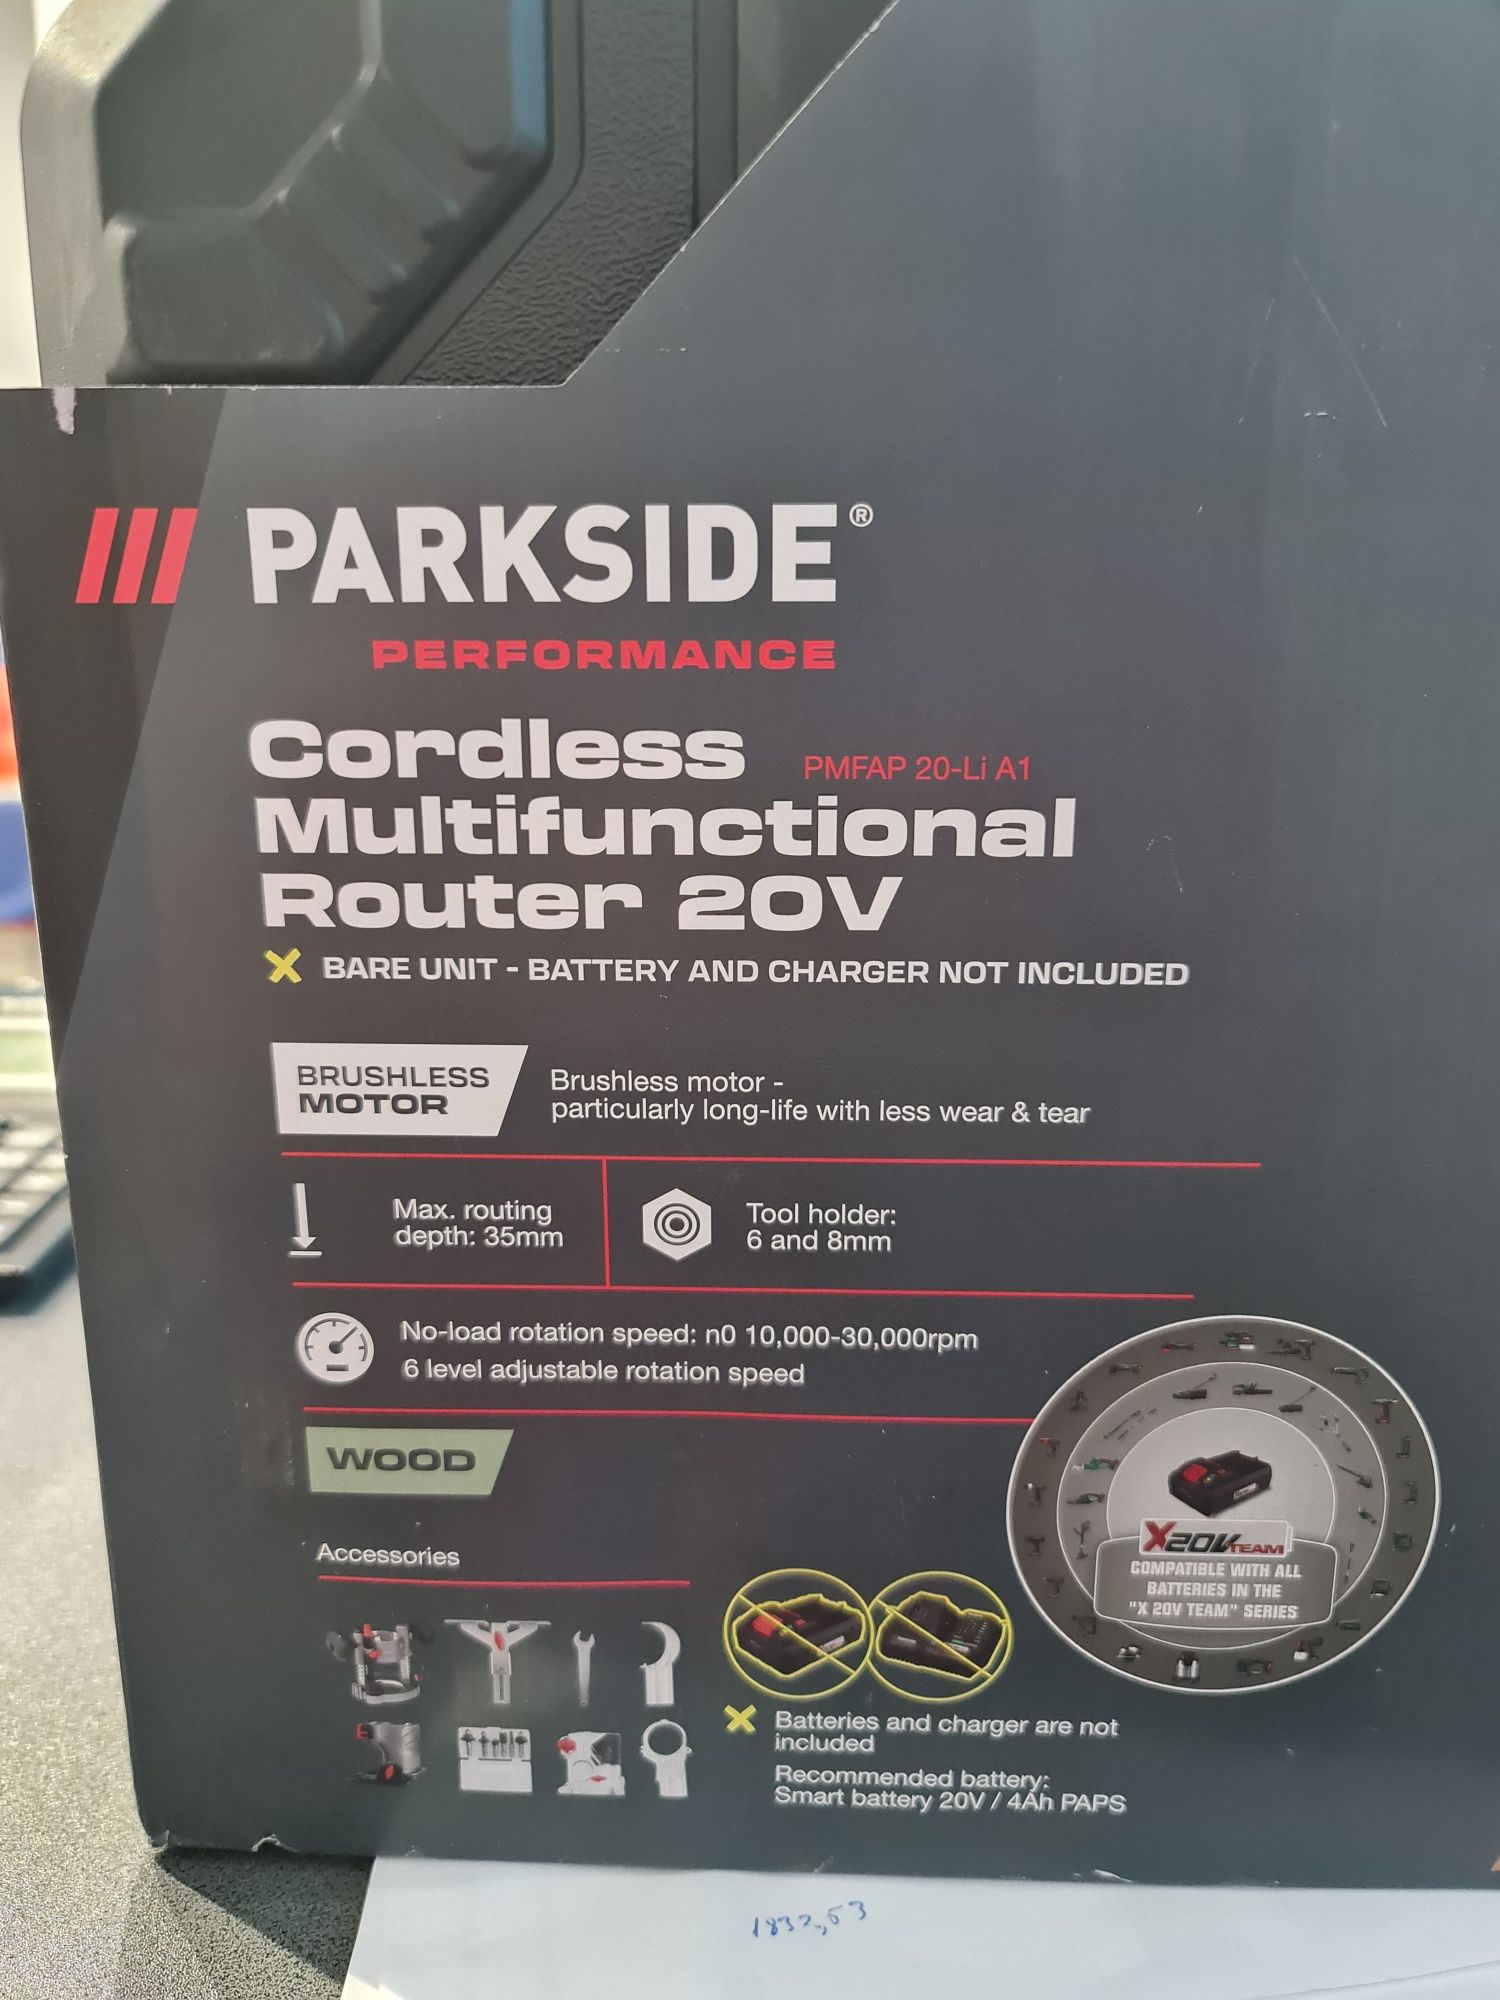 PARKSIDE®
PERFORMANCE
Cordless PMFAP 20-Li A1
Multifunctional
Router 20V
BARE UNIT - BATTERY AND CHARGER NOT INCLUDED
BRUSHLESS
MOTOR
Brushless motor -
particularly long-life with less wear & tear
Max. routing
depth: 35mm
Tool holder:
6 and 8mm
No-load rotation speed: n0 10,000-30,000rpm
6 level adjustable rotation speed
WOOD
Accessories
X20VTEAM
COMPATIBLE WITH ALL
BATTERIES IN THE
"X 20V TEAM" SERIES
Batteries and charger are not
included
Recommended battery:
Smart battery 20V / 4Ah PAPS
1832,53